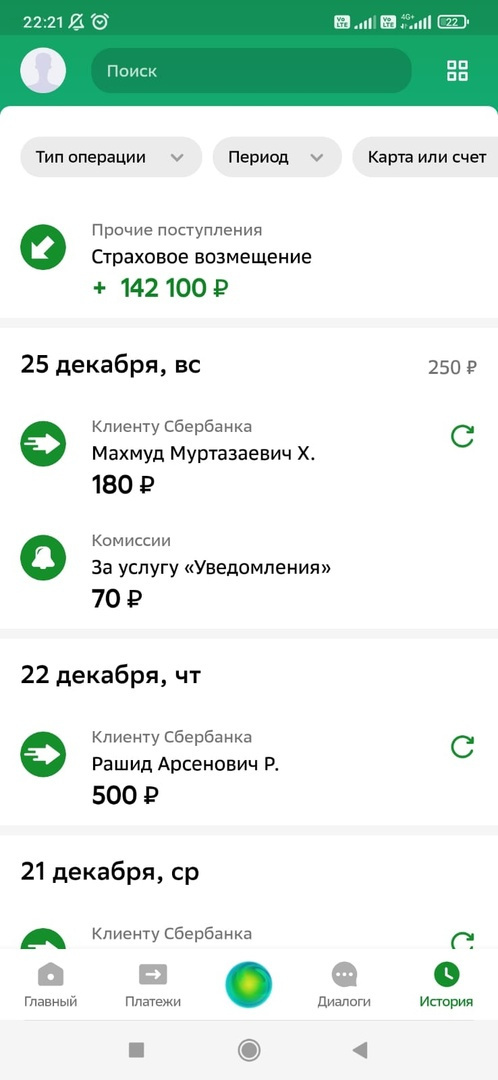 22:21
Vo LTE
Vo LTE
4G+
22
Поиск
Тип операции
Период
Карта или счет
Прочие поступления
Страховое возмещение
+ 142 100 ₽
25 декабря, вс
250 ₽
Клиенту Сбербанка
Махмуд Муртазаевич Х.
180 ₽
Комиссии
За услугу «Уведомления»
70 ₽
22 декабря, чт
Клиенту Сбербанка
Рашид Арсенович Р.
500 ₽
21 декабря, ср
Клиенту Сбербанка
Главный
Платежи
Диалоги
История